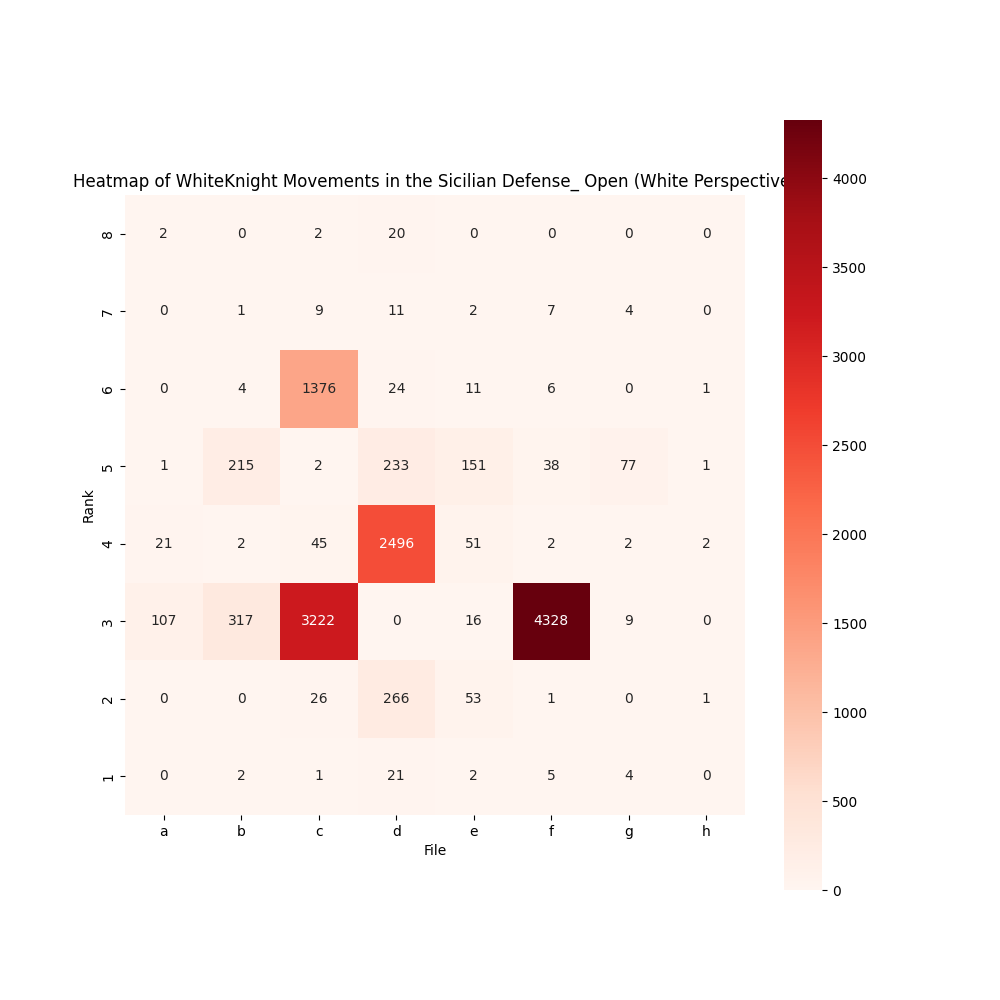 Heatmap of WhiteKnight Movements in the Sicilian Defense_ Open (White Perspective
8 2 0 2 20 0 0 0 0
7 0 1 9 11 2 7 4 0
6 0 4 1376 24 11 6 0 1
5 1 215 2 233 151 38 77 1
4 21 2 45 2496 51 2 2 2
3 107 317 3222 0 16 4328 9 0
2 0 0 26 266 53 1 0 1
1 0 2 1 21 2 5 4 0
a b c d e f g h
Rank
File
4000
3500
3000
2500
2000
1500
1000
500
0